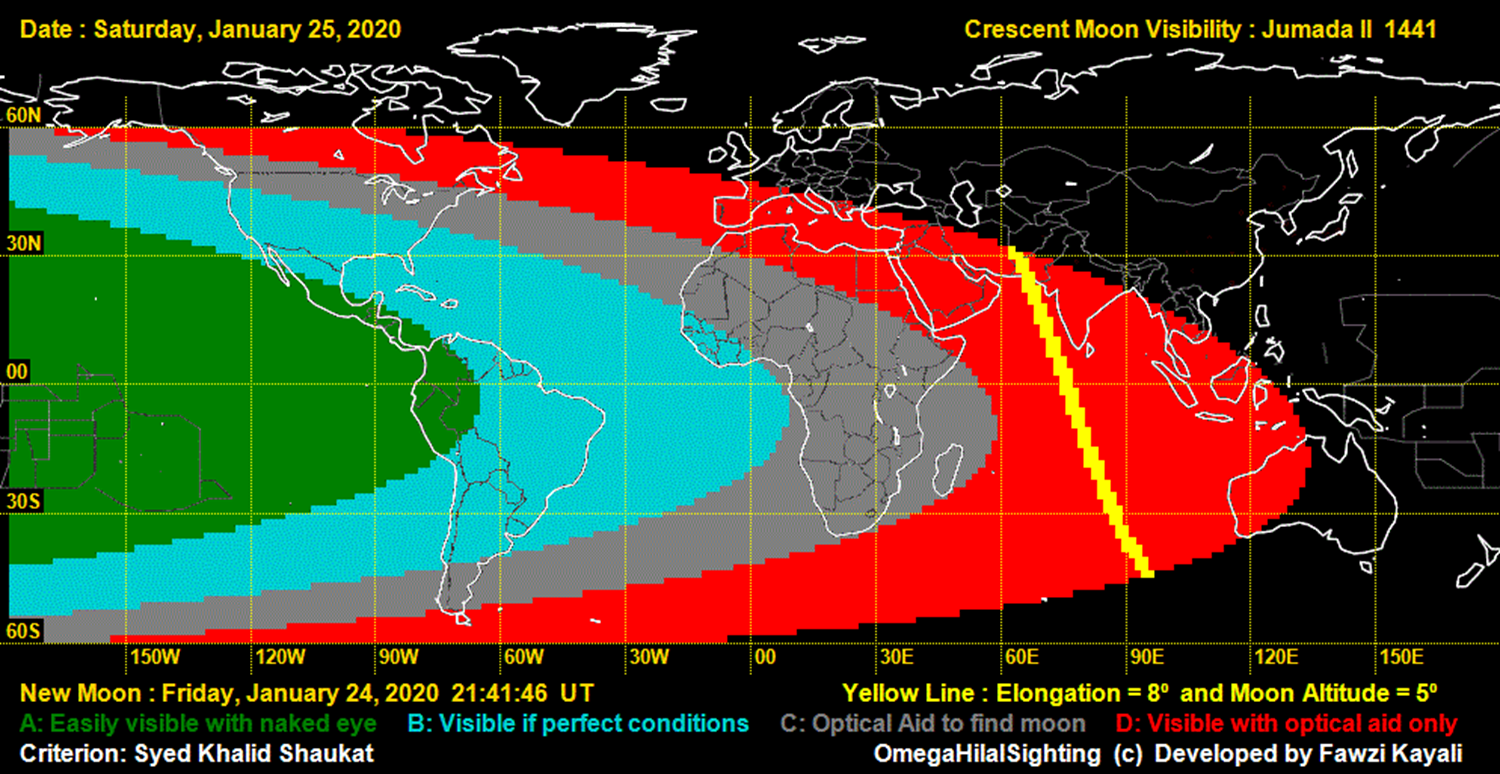 Date : Saturday, January 25, 2020
Crescent Moon Visibility : Jumada II 1441
60N
30N
00
30S
60S
150W 120W 90W 60W 30W 00 30E 60E 90E 120E 150E
New Moon : Friday, January 24, 2020 21:41:46 UT
Yellow Line : Elongation = 8º and Moon Altitude = 5º
A: Easily visible with naked eye B: Visible if perfect conditions C: Optical Aid to find moon D: Visible with optical aid only
Criterion: Syed Khalid Shaukat
OmegaHilalSighting (c) Developed by Fawzi Kayali